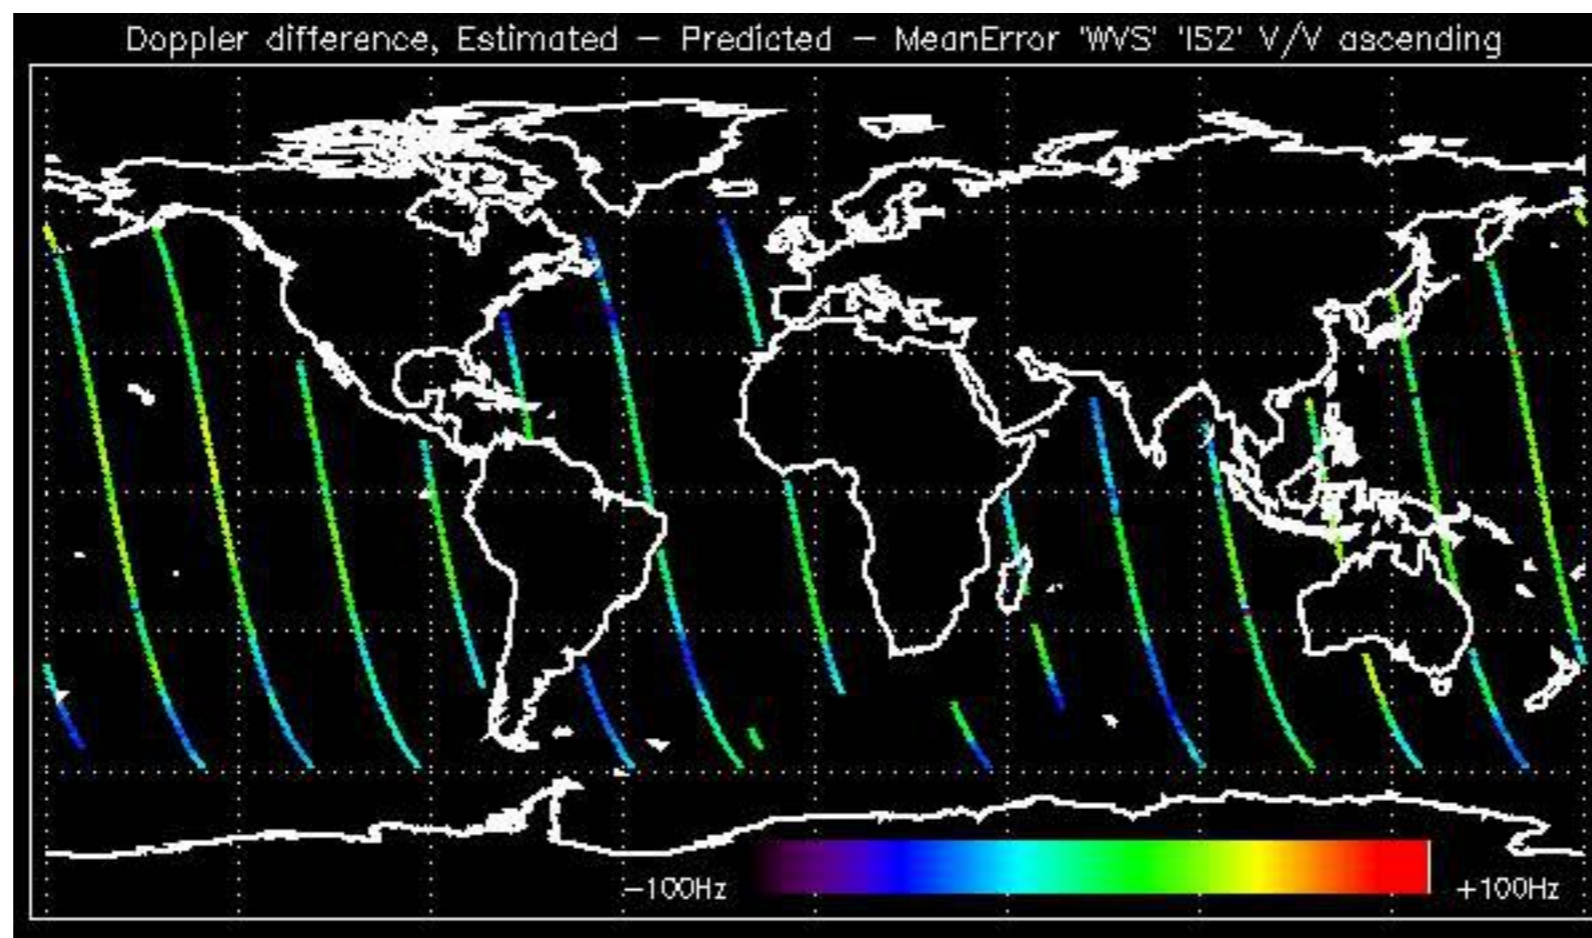 Doppler difference, Estimated — Predicted — MeanError 'WVS' 'IS2' V/V ascending
−100Hz +100Hz